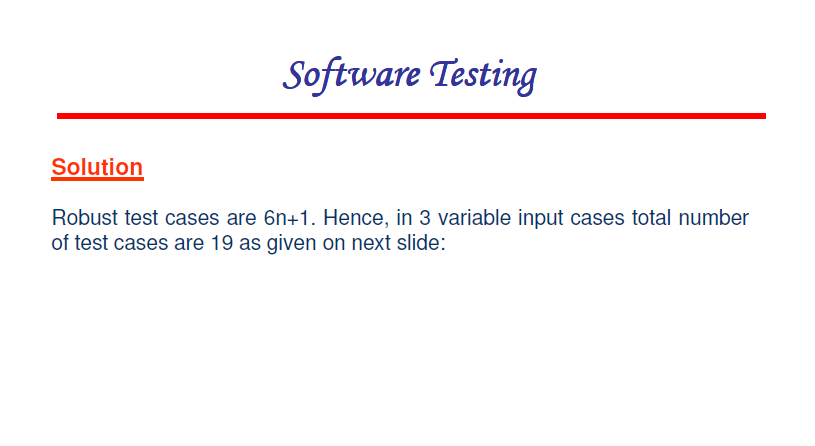 Software Testing
Solution
Robust test cases are 6n+1. Hence, in 3 variable input cases total number
of test cases are 19 as given on next slide: